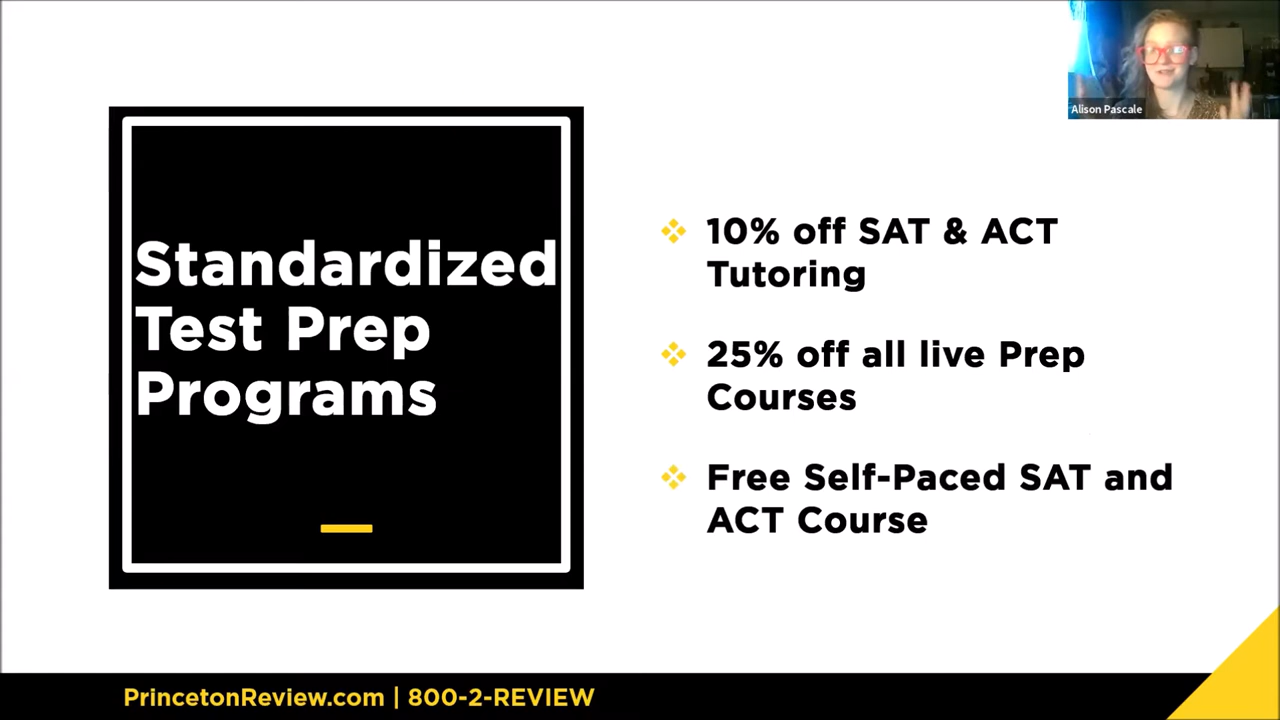 Alison Pascale
Standardized
Test Prep
Programs
10% off SAT & ACT
Tutoring
25% off all live Prep
Courses
Free Self-Paced SAT and
ACT Course
PrincetonReview.com | 800-2-REVIEW